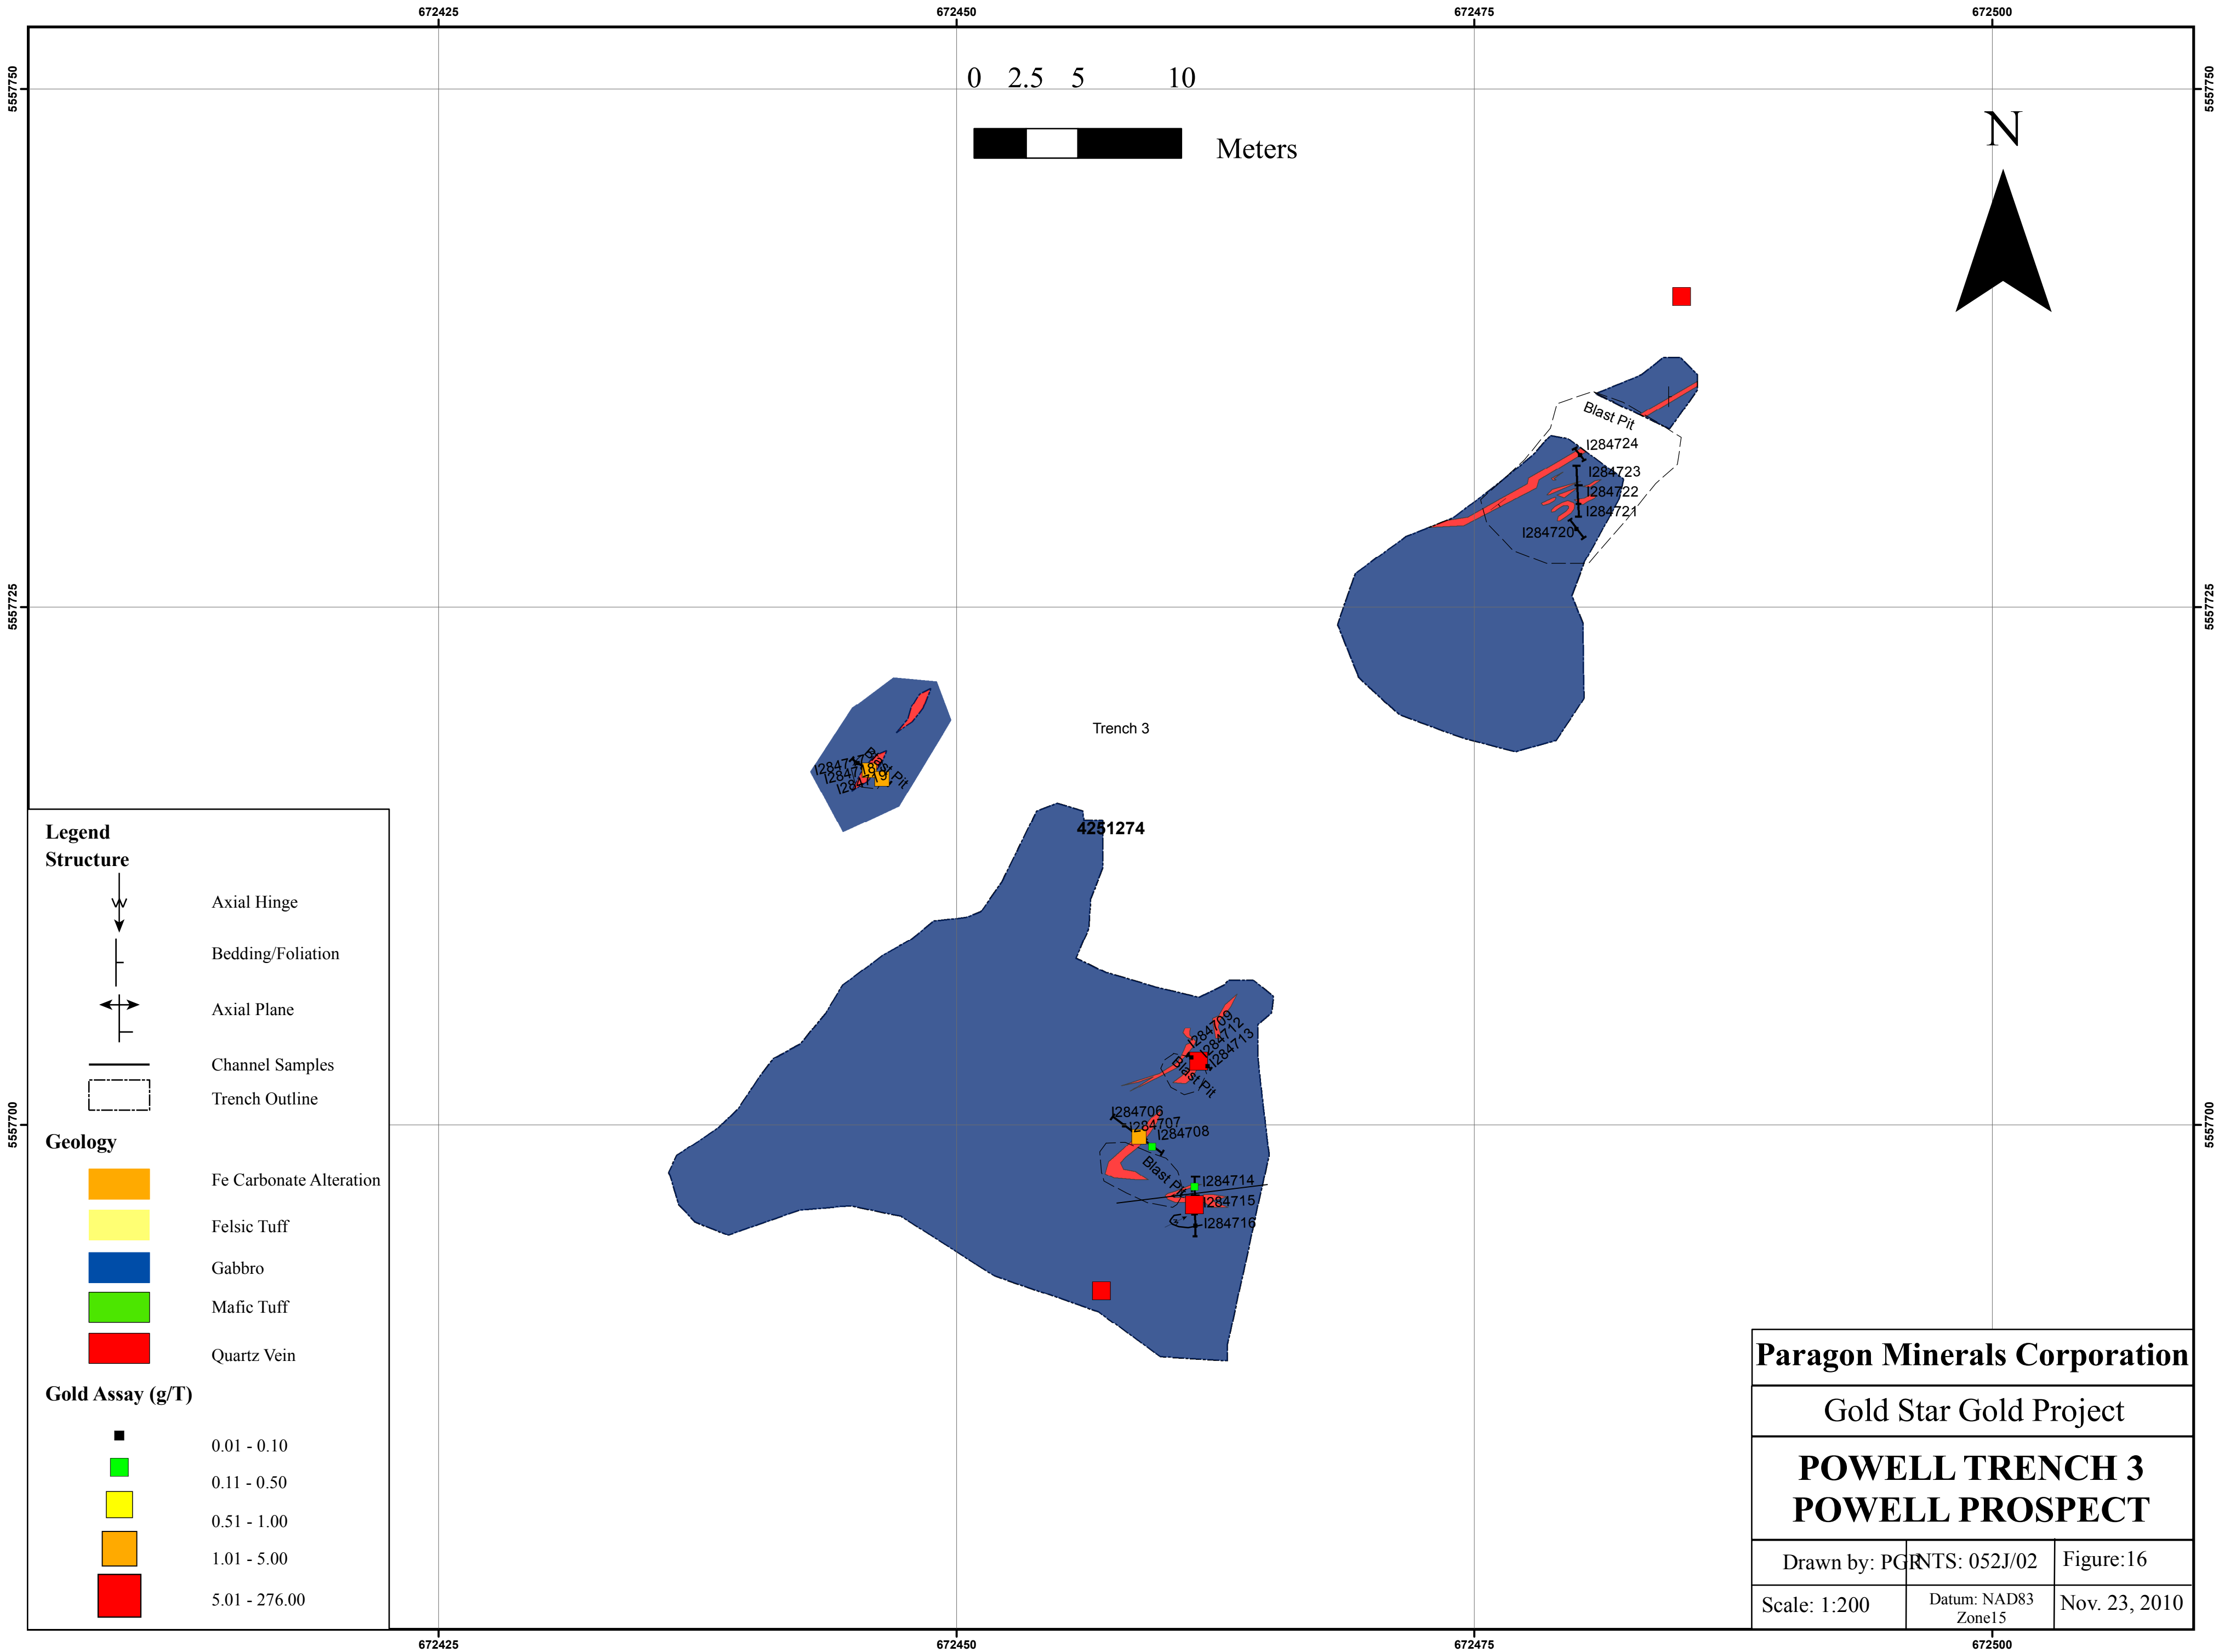 672425
672450
672475
672500
5557750
5557750
0 2.5 5 10
Meters
N
Blast Pit
I284724
I284723
I284722
I284721
I284720
5557725
5557725
Trench 3
Blast Pit
4251274
I284709
I284712
I284713
Blast Pit
I284706
I284707
I284708
5557700
5557700
Blast Pit
I284714
I284715
I284716
Legend
Structure
Axial Hinge
Bedding/Foliation
Axial Plane
Channel Samples
Trench Outline
Geology
Fe Carbonate Alteration
Felsic Tuff
Gabbro
Mafic Tuff
Quartz Vein
Gold Assay (g/T)
0.01 - 0.10
0.11 - 0.50
0.51 - 1.00
1.01 - 5.00
5.01 - 276.00
Paragon Minerals Corporation
Gold Star Gold Project
POWELL TRENCH 3
POWELL PROSPECT
Drawn by: PGR
NTS: 052J/02
Figure:16
Scale: 1:200
Datum: NAD83
Zone15
Nov. 23, 2010
672425
672450
672475
672500